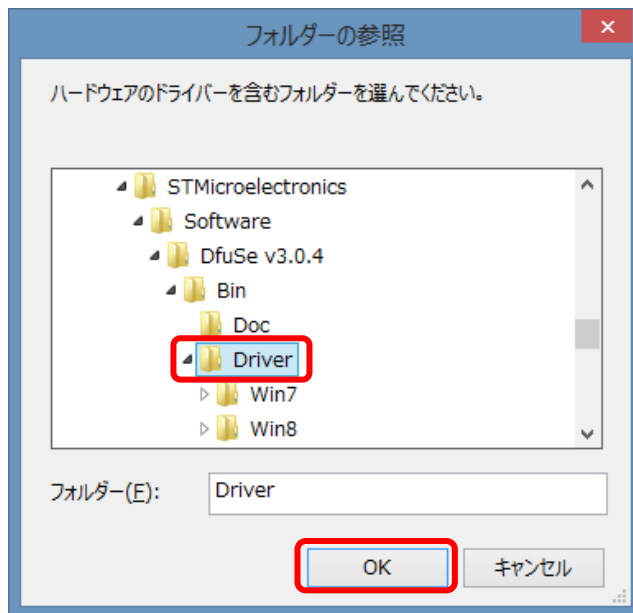 フォルダーの参照
ハードウェアのドライバーを含むフォルダーを選んでください。
STMicroelectronics
Software
DfuSe v3.0.4
Bin
Doc
Driver
Win7
Win8
フォルダー(F): Driver
OK キャンセル